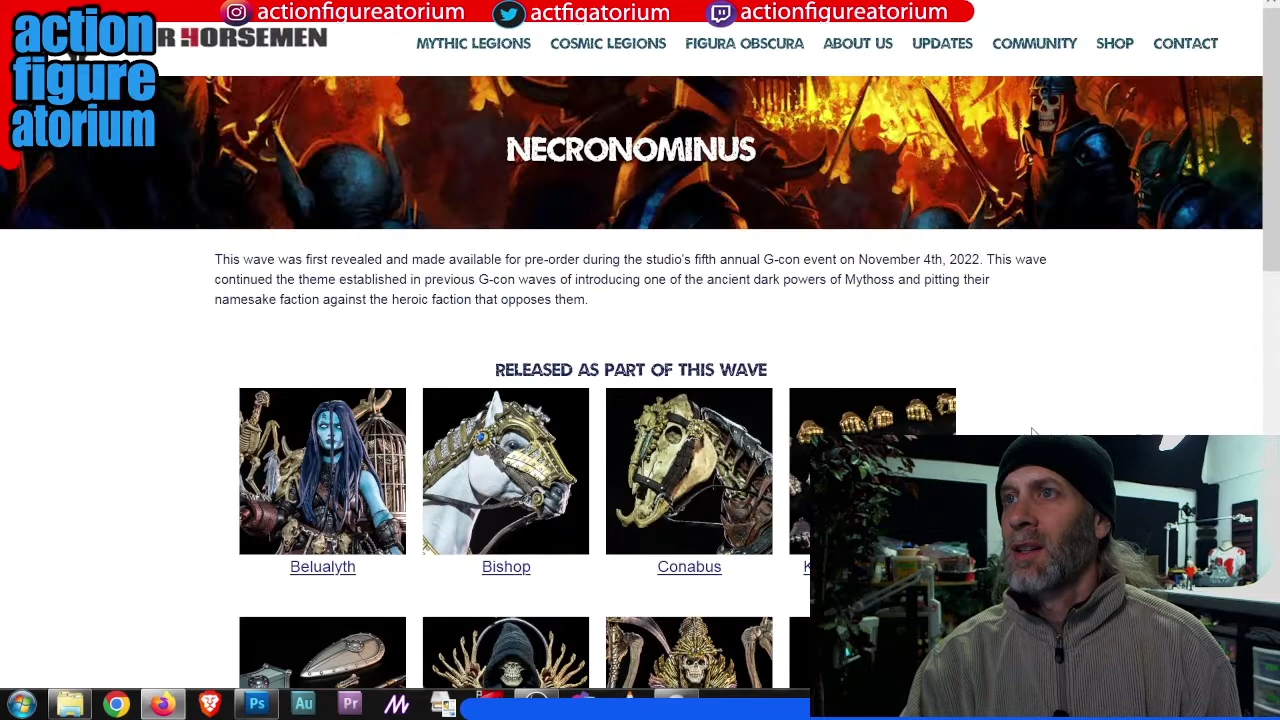 actionfigureatorium
actfigatorium
actionfigureatorium
action
figure
atorium
R HORSEMEN
MYTHIC LEGIONS
COSMIC LEGIONS
FIGURA OBSCURA
ABOUT US
UPDATES
COMMUNITY
SHOP
CONTACT
NECRONOMINUS
This wave was first revealed and made available for pre-order during the studio's fifth annual G-con event on November 4th, 2022. This wave
continued the theme established in previous G-con waves of introducing one of the ancient dark powers of Mythoss and pitting their
namesake faction against the heroic faction that opposes them.
RELEASED AS PART OF THIS WAVE
Belualyth
Bishop
Conabus
Ps
Au
Pr